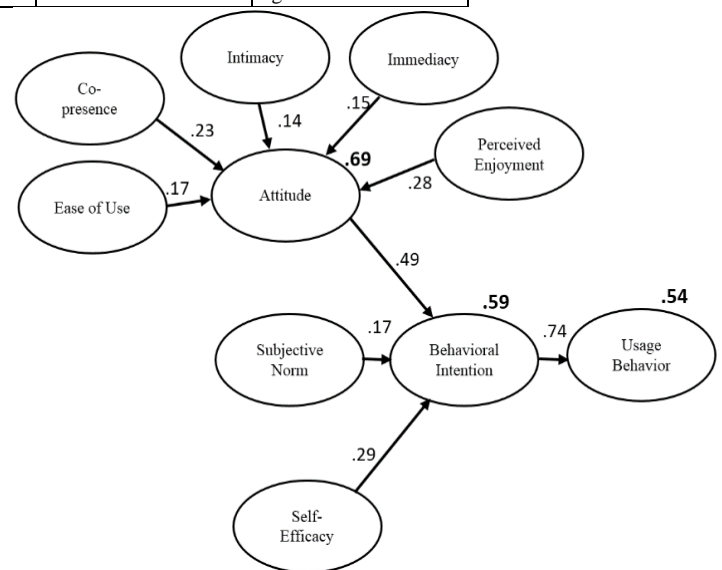 Intimacy
Immediacy
Co-
presence
.15
.14
.23
Perceived
Enjoyment
.69
.17
Attitude
.28
Ease of Use
.49
.59
.54
.17
.74
Subjective
Norm
Behavioral
Intention
Usage
Behavior
.29
Self-
Efficacy